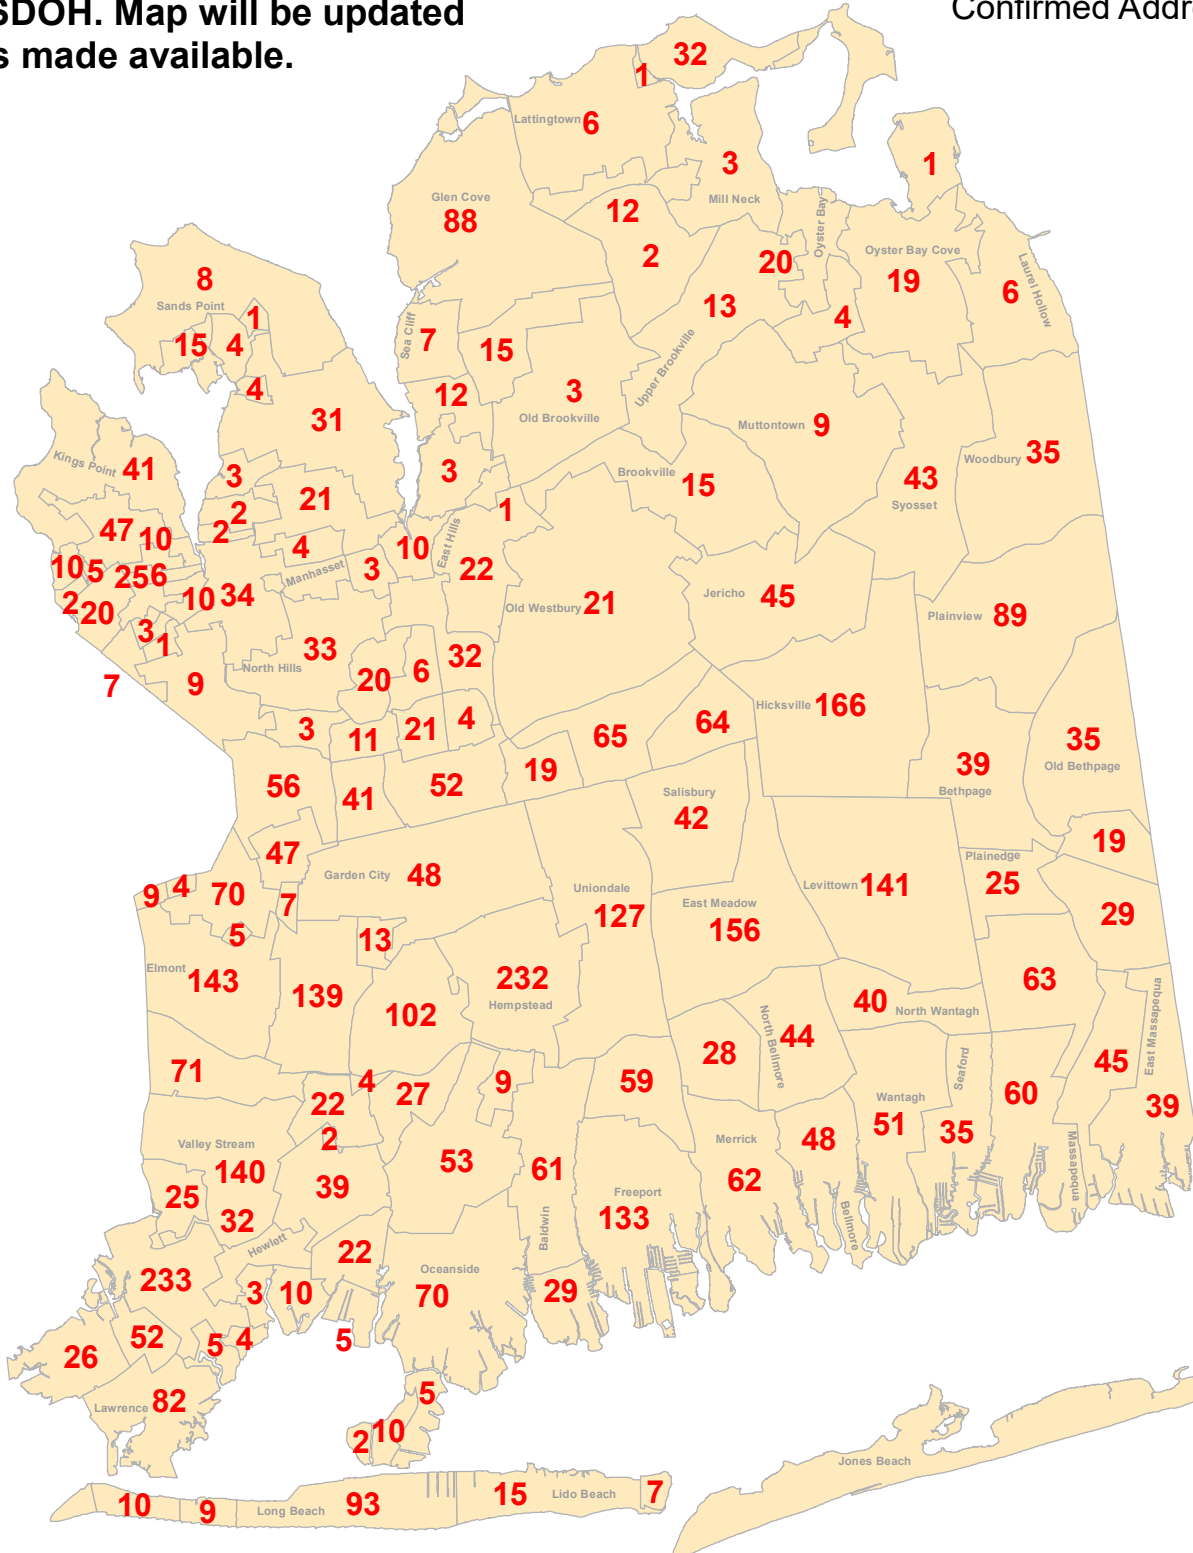 SDOH. Map will be updated
s made available.
Confirmed Addre
32
1
Lattingtown 6
3
Mill Neck
1
Glen Cove
88
12
2
20
Oyster Bay
Oyster Bay Cove
19
6
Laurel Hollow
13
4
8
Sands Point
1
15
4
4
31
Sea Cliff
7
15
12
3
Old Brookville
Upper Brookville
Muttontown 9
Woodbury 35
43
Syosset
Brookville
15
Kings Point 41
3
21
3
1
2
2
4
Manhasset
3
10
East Hills
22
47
10
10
5
256
2
20
10
34
3
1
7
9
Old Westbury 21
Jericho 45
Plainview 89
33
North Hills
20
6
32
3
11
21
4
65
64
Hicksville 166
35
Old Bethpage
39
Bethpage
56
41
52
19
Salisbury
42
47
Garden City 48
Uniondale
127
East Meadow
156
Levittown 141
Plainedge
25
19
29
9
4
70
7
5
13
Elmont 143
139
102
232
Hempstead
63
40
North Wantagh
28
North Bellmore
44
45
East Massapequa
39
71
22
4
27
9
59
Seaford
60
Wantagh
51
35
Massapequa
2
Valley Stream
140
39
53
61
Merrick
62
48
Bellmore
25
32
Freeport
133
Baldwin
Hewlett
22
Oceanside
70
29
233
3
10
5
52
5
4
26
Lawrence 82
5
10
2
Jones Beach
10
9
Long Beach 93
15
Lido Beach
7